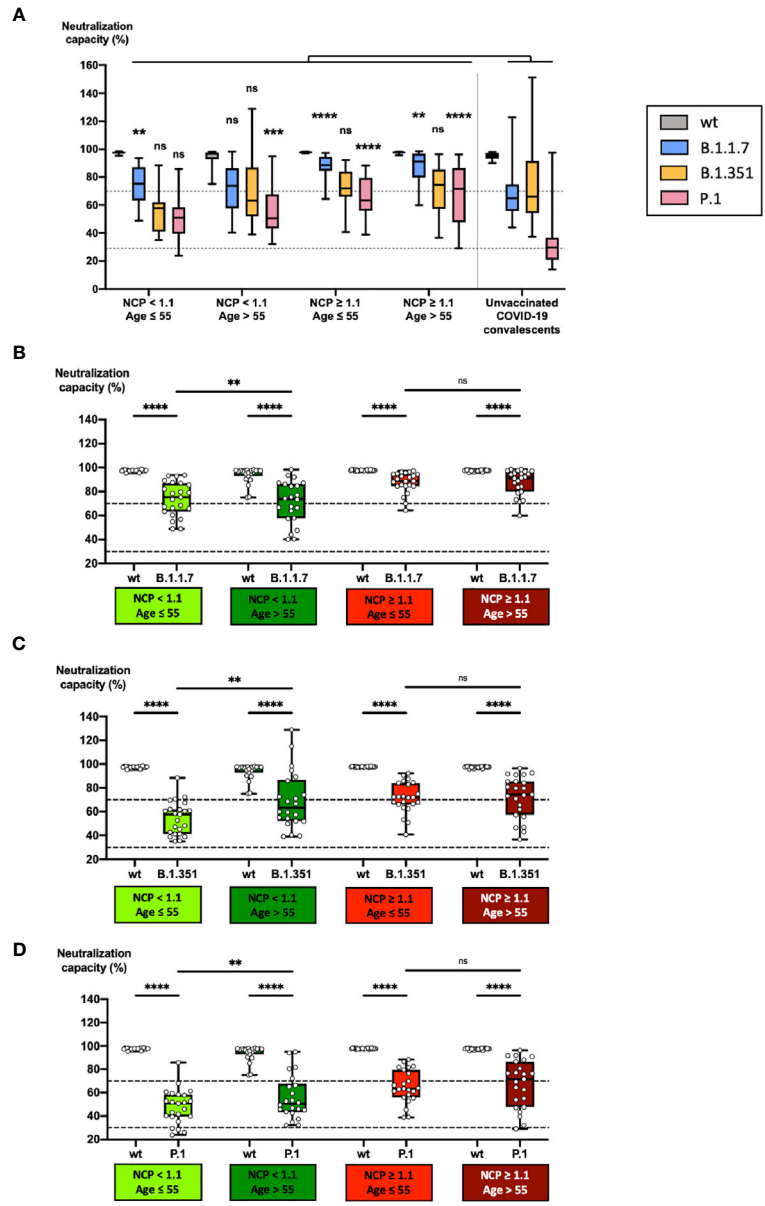 A
Neutralization
capacity (%)
160
140
120
100
80
60
40
20
0
** ns ns
ns ns ***
**** ns ****
** ns ****
NCP < 1.1
Age ≤ 55
NCP < 1.1
Age > 55
NCP ≥ 1.1
Age ≤ 55
NCP ≥ 1.1
Age > 55
Unvaccinated
COVID-19
convalescents
wt
B.1.1.7
B.1.351
P.1
B
Neutralization
capacity (%)
** ns
**** **** **** ****
140
120
100
80
60
40
20
wt B.1.1.7 wt B.1.1.7 wt B.1.1.7 wt B.1.1.7
NCP < 1.1
Age ≤ 55
NCP < 1.1
Age > 55
NCP ≥ 1.1
Age ≤ 55
NCP ≥ 1.1
Age > 55
C
Neutralization
capacity (%)
** ns
**** **** **** ****
140
120
100
80
60
40
20
wt B.1.351 wt B.1.351 wt B.1.351 wt B.1.351
NCP < 1.1
Age ≤ 55
NCP < 1.1
Age > 55
NCP ≥ 1.1
Age ≤ 55
NCP ≥ 1.1
Age > 55
D
Neutralization
capacity (%)
** ns
**** **** **** ****
140
120
100
80
60
40
20
wt P.1 wt P.1 wt P.1 wt P.1
NCP < 1.1
Age ≤ 55
NCP < 1.1
Age > 55
NCP ≥ 1.1
Age ≤ 55
NCP ≥ 1.1
Age > 55